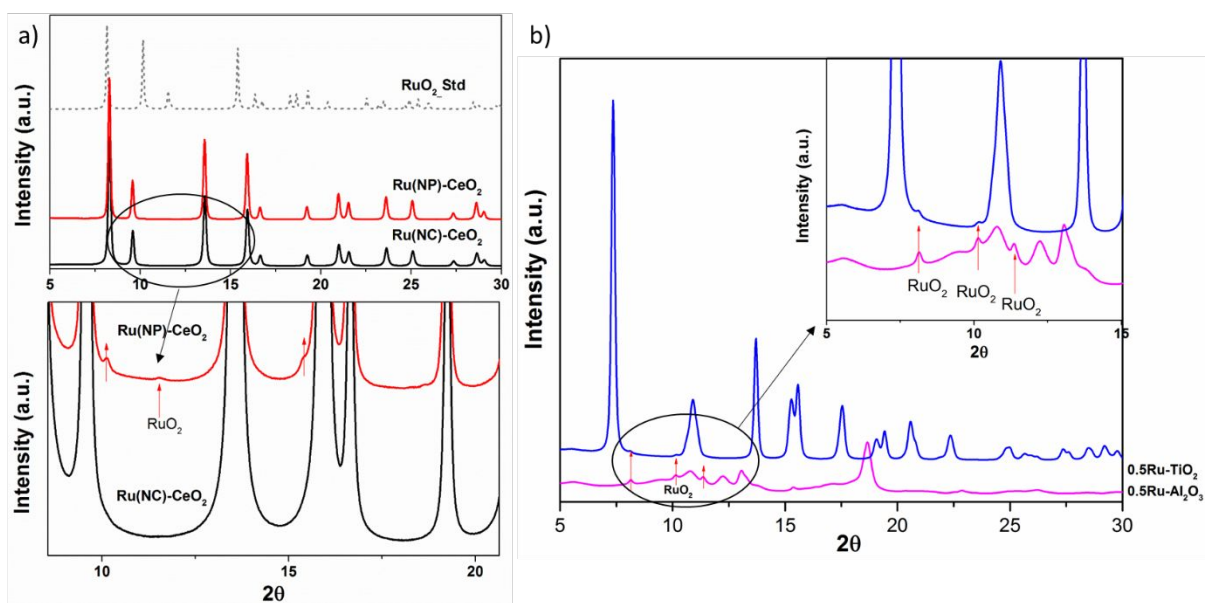 a)
Intensity (a.u.)
RuO2_Std
Ru(NP)-CeO2
Ru(NC)-CeO2
5 10 15 20 25 30
Intensity (a.u.)
Ru(NP)-CeO2
RuO2
Ru(NC)-CeO2
10 15 20
2θ
b)
Intensity (a.u.)
Intensity (a.u.)
RuO2 RuO2 RuO2
5 10 15
2θ
RuO2
0.5Ru-TiO2
0.5Ru-Al2O3
5 10 15 20 25 30
2θ